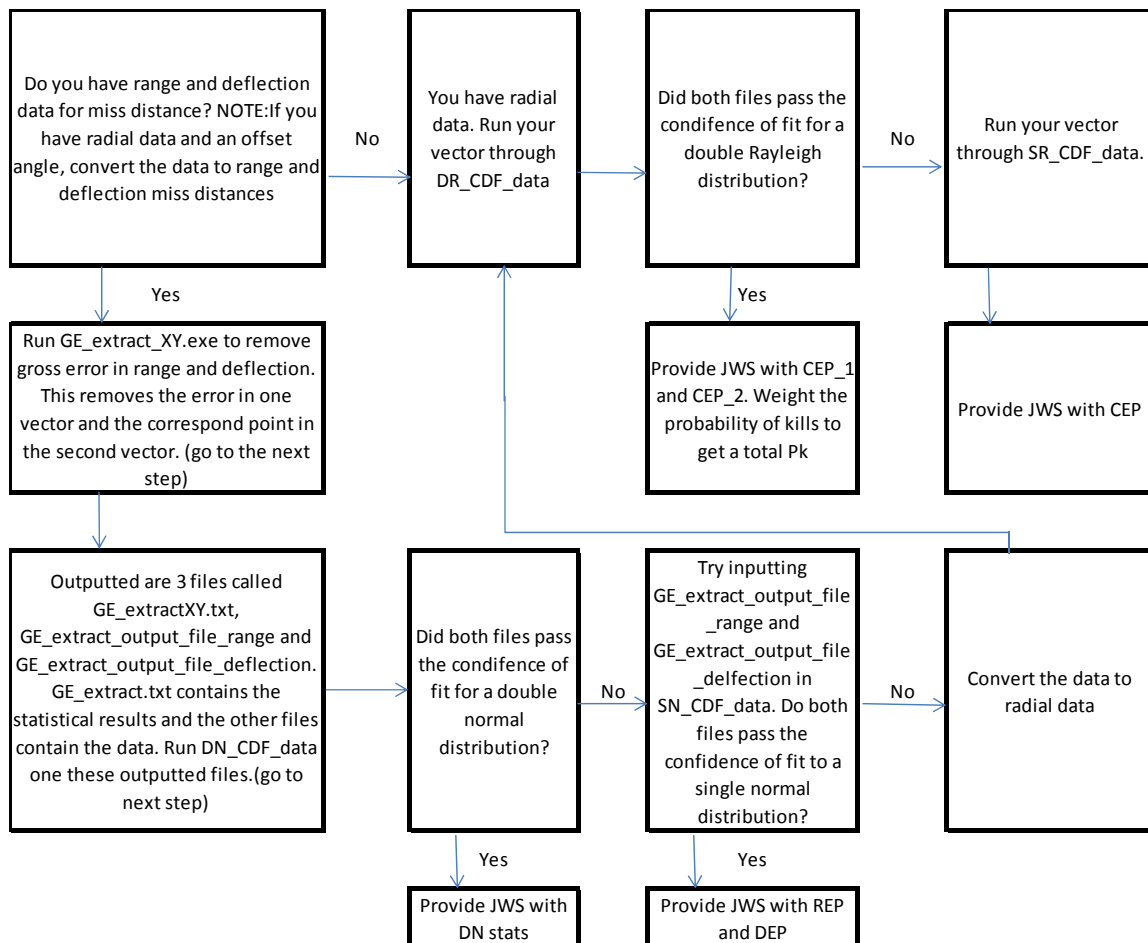 Do you have range and deflection
data for miss distance? NOTE:If you
have radial data and an offset
angle, convert the data to range and
deflection miss distances
No
You have radial
data. Run your
vector through
DR_CDF_data
Did both files pass the
condifence of fit for a
double Rayleigh
distribution?
No
Run your vector
through SR_CDF_data.
Yes
Yes
Run GE_extract_XY.exe to remove
gross error in range and deflection.
This removes the error in one
vector and the correspond point in
the second vector. (go to the next
step)
Provide JWS with CEP_1
and CEP_2. Weight the
probability of kills to
get a total Pk
Provide JWS with CEP
Outputted are 3 files called
GE_extractXY.txt,
GE_extract_output_file_range and
GE_extract_output_file_deflection.
GE_extract.txt contains the
statistical results and the other files
contain the data. Run DN_CDF_data
one these outputted files.(go to
next step)
Did both files pass
the condifence of
fit for a double
normal
distribution?
No
Try inputting
GE_extract_output_file
_range and
GE_extract_output_file
_delfection in
SN_CDF_data. Do both
files pass the
confidence of fit to a
single normal
distribution?
No
Convert the data to
radial data
Yes
Yes
Provide JWS with
DN stats
Provide JWS with REP
and DEP